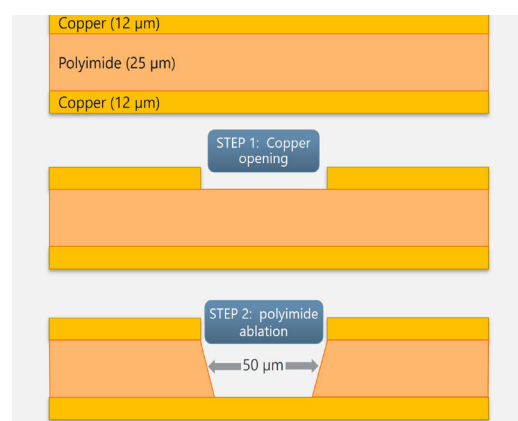 Copper (12 µm)
Polyimide (25 µm)
Copper (12 µm)
STEP 1: Copper
opening
STEP 2: polyimide
ablation
50 µm